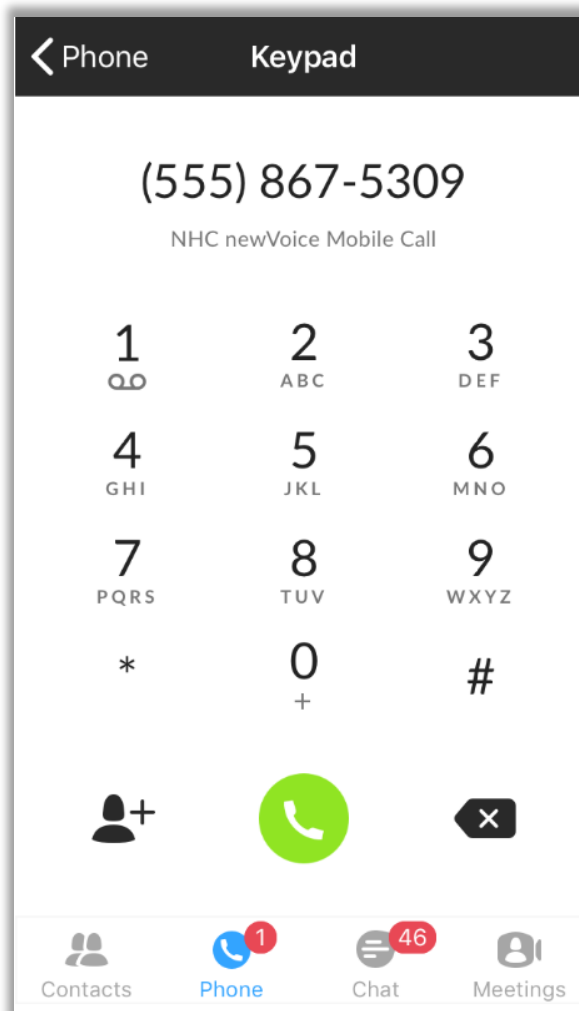 Phone Keypad
(555) 867-5309
NHC newVoice Mobile Call
1 2 3
ABC DEF
4 5 6
GHI JKL MNO
7 8 9
PQRS TUV WXYZ
* 0 #
+
1 46
Contacts Phone Chat Meetings